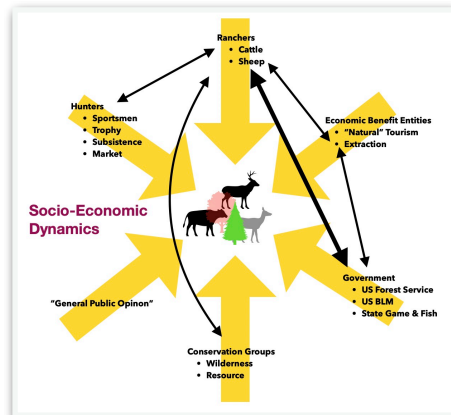 Ranchers
• Cattle
• Sheep
Hunters
• Sportsmen
• Trophy
• Subsistence
• Market
Economic Benefit Entities
• “Natural” Tourism
• Extraction
Socio-Economic
Dynamics
Government
• US Forest Service
• US BLM
• State Game & Fish
“General Public Opinon”
Conservation Groups
• Wilderness
• Resource